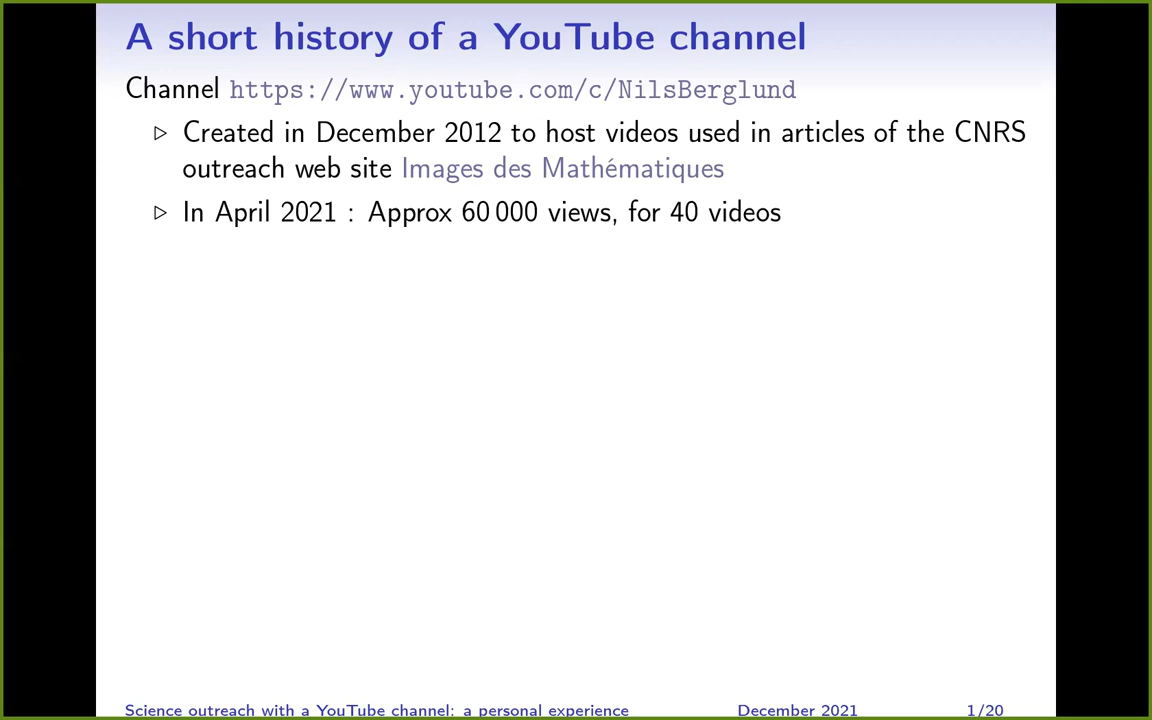 A short history of a YouTube channel
Channel https://www.youtube.com/c/NilsBerglund
▷ Created in December 2012 to host videos used in articles of the CNRS
outreach web site Images des Mathématiques
▷ In April 2021 : Approx 60 000 views, for 40 videos
Science outreach with a YouTube channel: a personal experience December 2021 1/20